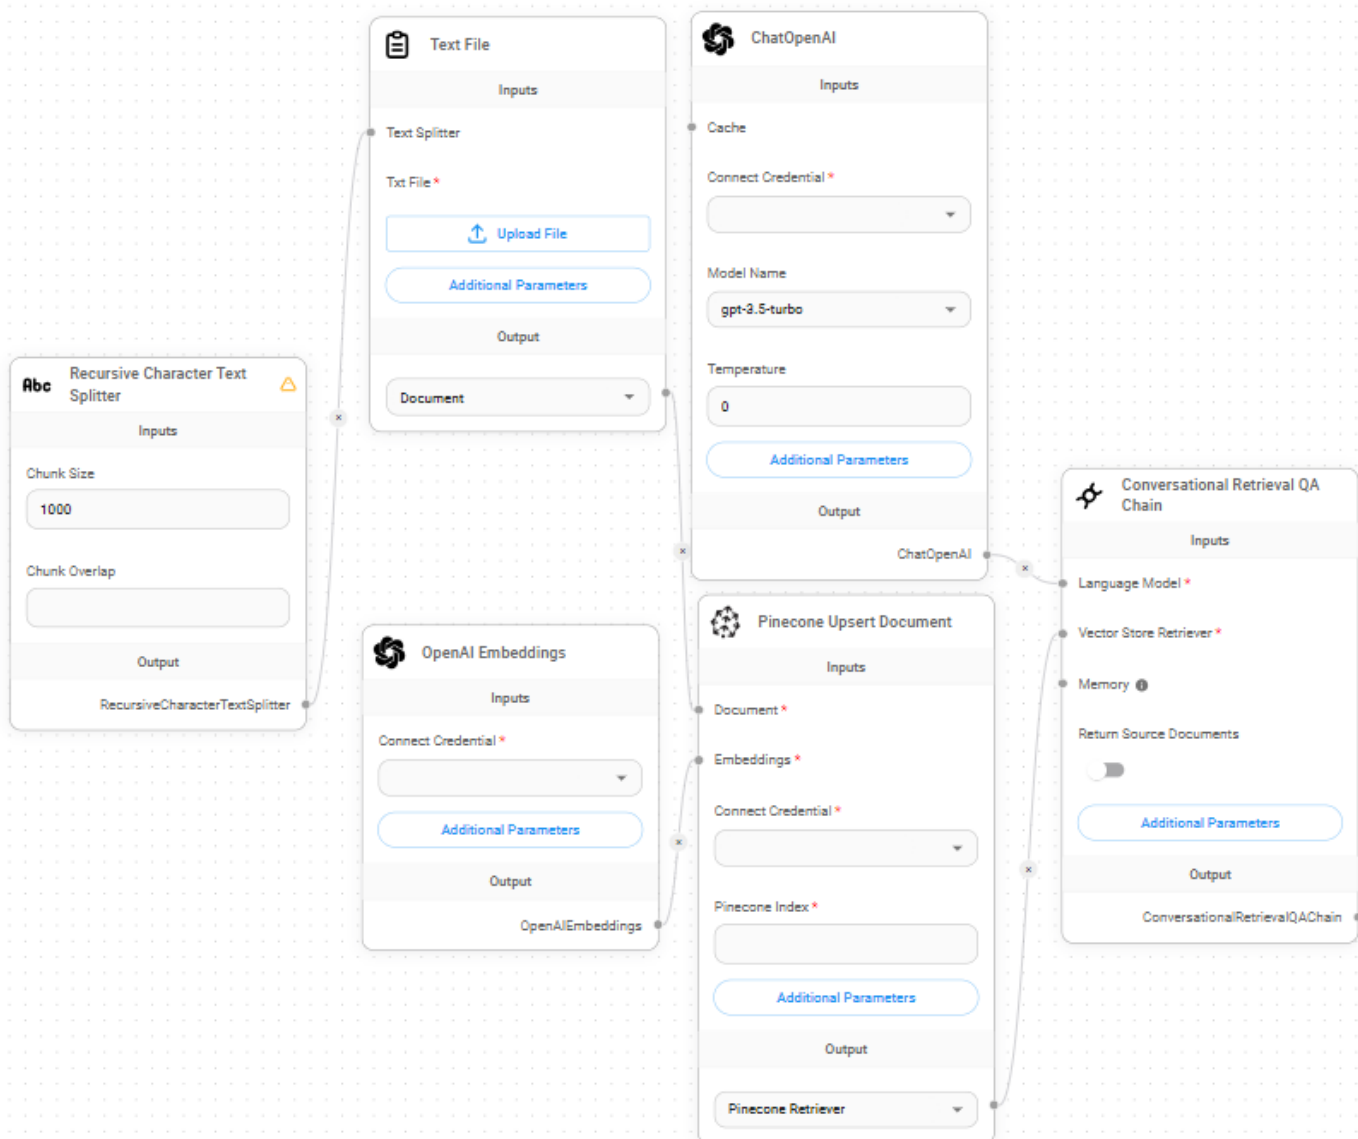 Text File
Inputs
Text Splitter
Txt File *
Upload File
Additional Parameters
Output
Document
ChatOpenAI
Inputs
Cache
Connect Credential *
Model Name
gpt-3.5-turbo
Temperature
0
Additional Parameters
Output
ChatOpenAI
Abc
Recursive Character Text
Splitter
Inputs
Chunk Size
1000
Chunk Overlap
Output
RecursiveCharacterTextSplitter
OpenAI Embeddings
Inputs
Connect Credential *
Additional Parameters
Output
OpenAIEmbeddings
Pinecone Upsert Document
Inputs
Document *
Embeddings *
Connect Credential *
Pinecone Index *
Additional Parameters
Output
Pinecone Retriever
Conversational Retrieval QA
Chain
Inputs
Language Model *
Vector Store Retriever *
Memory
Return Source Documents
Additional Parameters
Output
ConversationalRetrievalQAChain